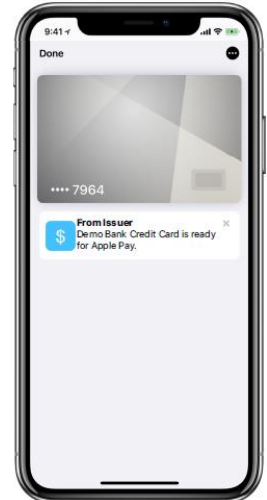 9:41
Done
•••• 7964
From Issuer
Demo Bank Credit Card is ready
for Apple Pay.